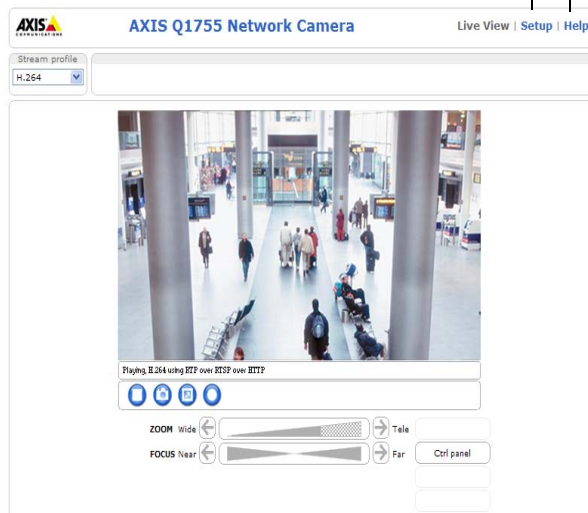 AXIS
COMMUNICATIONS
AXIS Q1755 Network Camera
Live View | Setup | Help
Stream profile
H.264
Playing, H.264 using RTP over RTSP over HTTP
ZOOM Wide Tele
FOCUS Near Far Ctrl panel